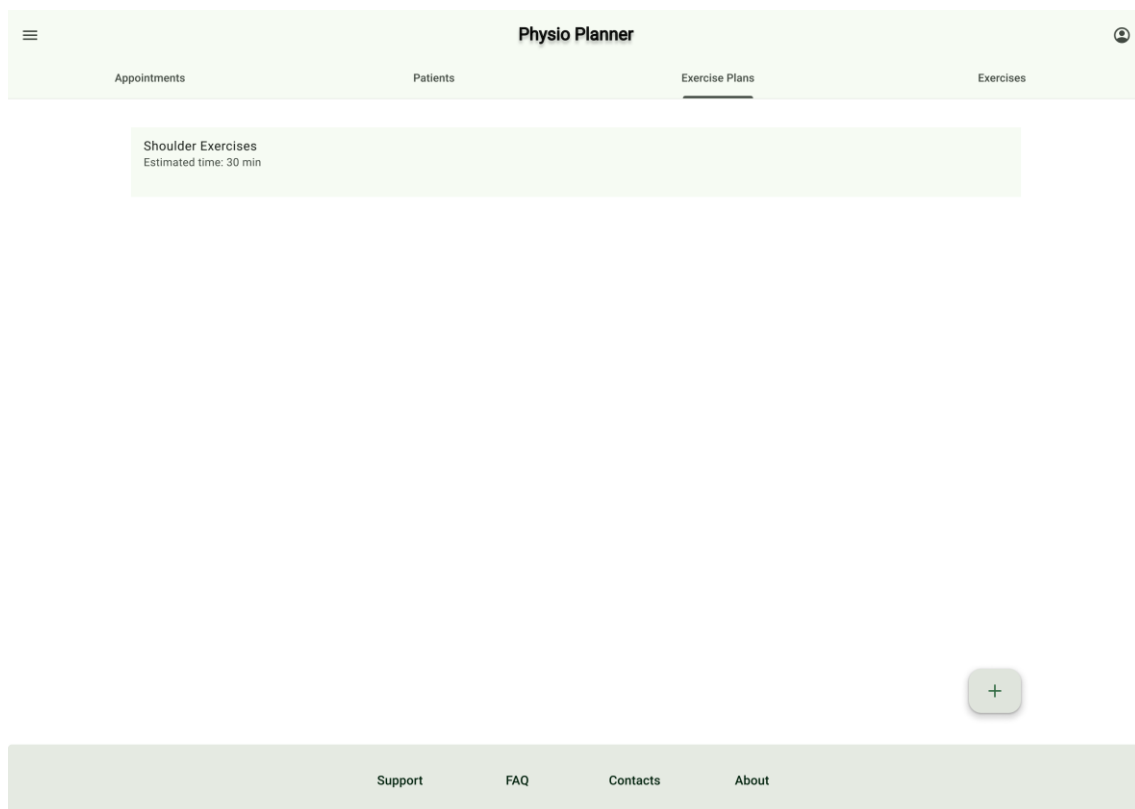 Physio Planner
Appointments Patients Exercise Plans Exercises
Shoulder Exercises
Estimated time: 30 min
+
Support FAQ Contacts About